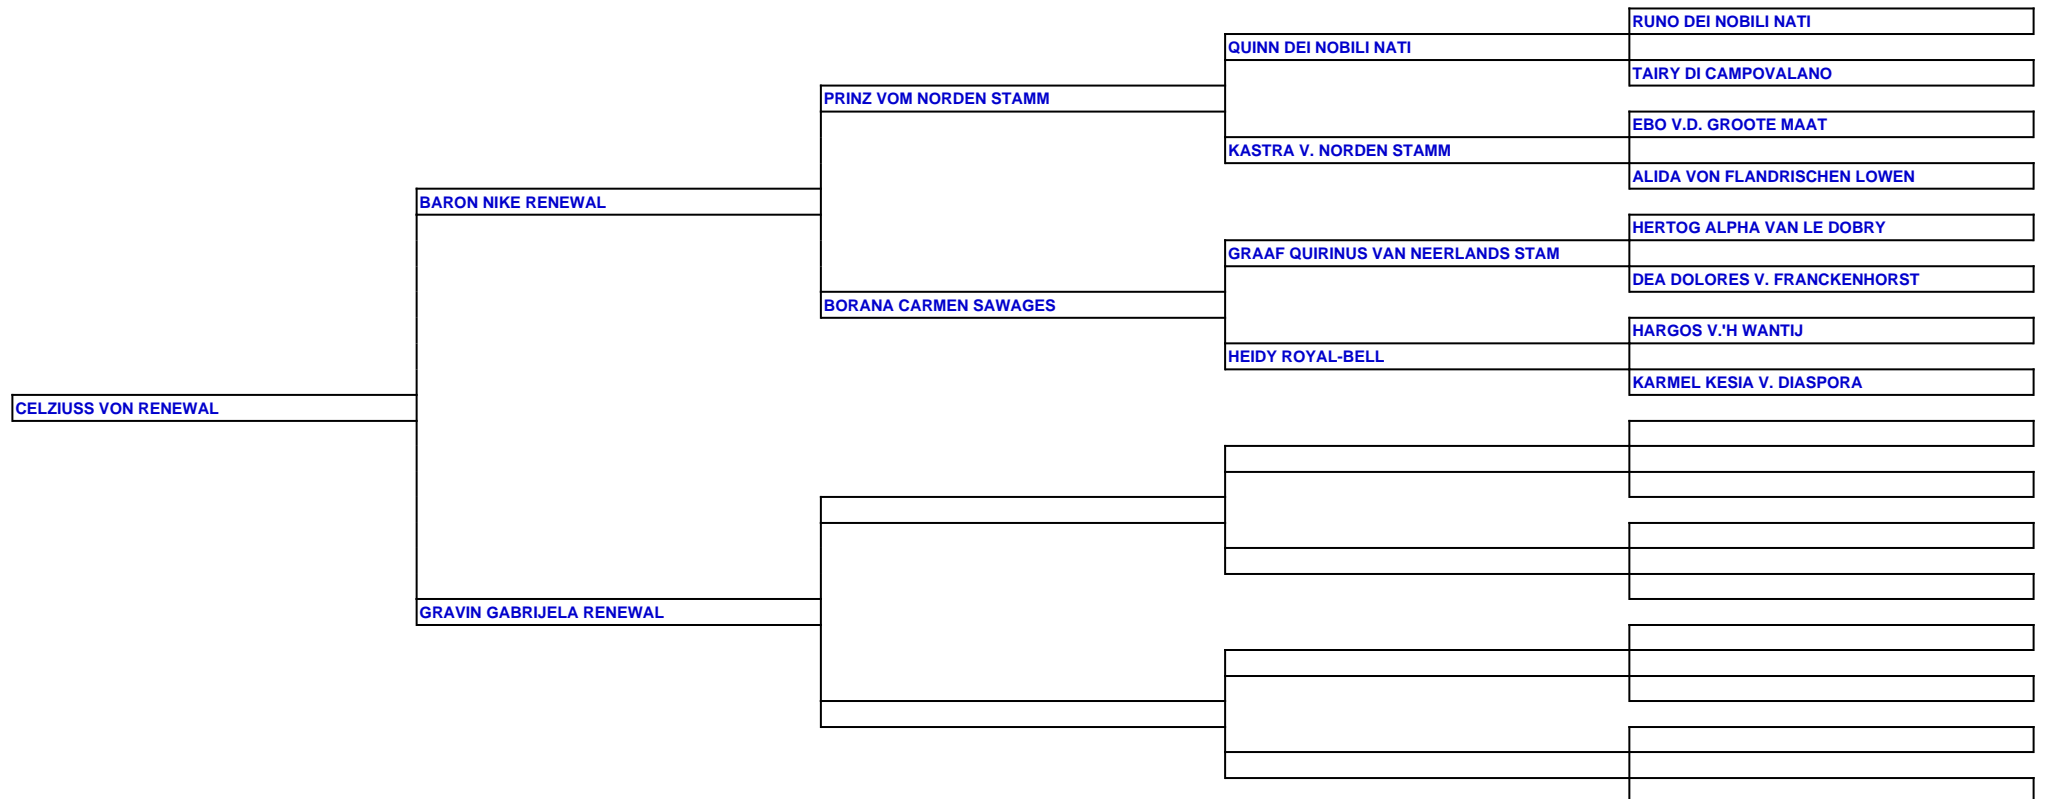 RUNO DEI NOBILI NATI
QUINN DEI NOBILI NATI
TAIRY DI CAMPOVALANO
PRINZ VOM NORDEN STAMM
EBO V.D. GROOTE MAAT
KASTRA V. NORDEN STAMM
ALIDA VON FLANDRISCHEN LOWEN
BARON NIKE RENEWAL
HERTOG ALPHA VAN LE DOBRY
GRAAF QUIRINUS VAN NEERLANDS STAM
DEA DOLORES V. FRANCKENHORST
BORANA CARMEN SAWAGES
HARGOS V.'H WANTIJ
HEIDY ROYAL-BELL
KARMEL KESIA V. DIASPORA
CELZIUSS VON RENEWAL
GRAVIN GABRIJELA RENEWAL